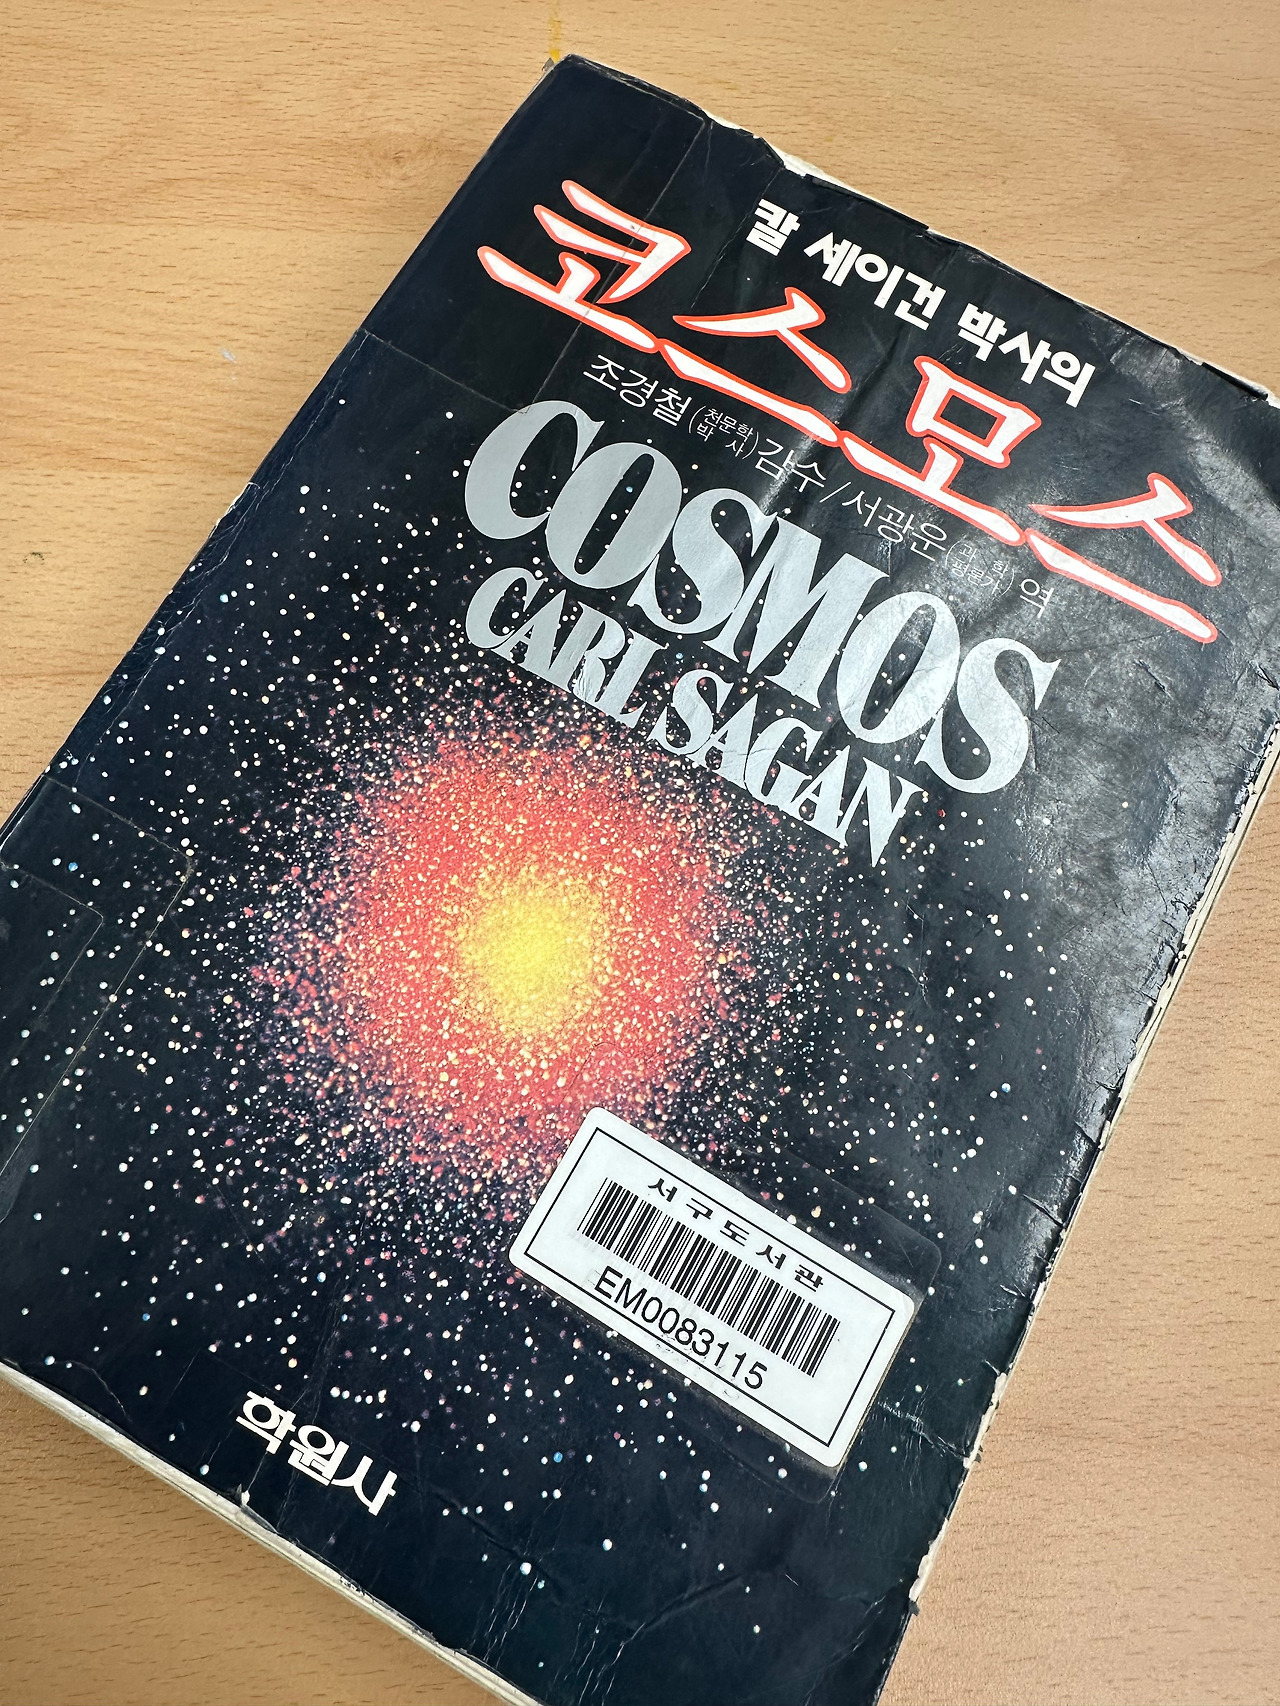 칼 세이건 박사의
코스모스
조경철(천문학박사)감수/서광운(과학평론가)역
COSMOS
CARL SAGAN
서구도서관
EM0083115
학원사